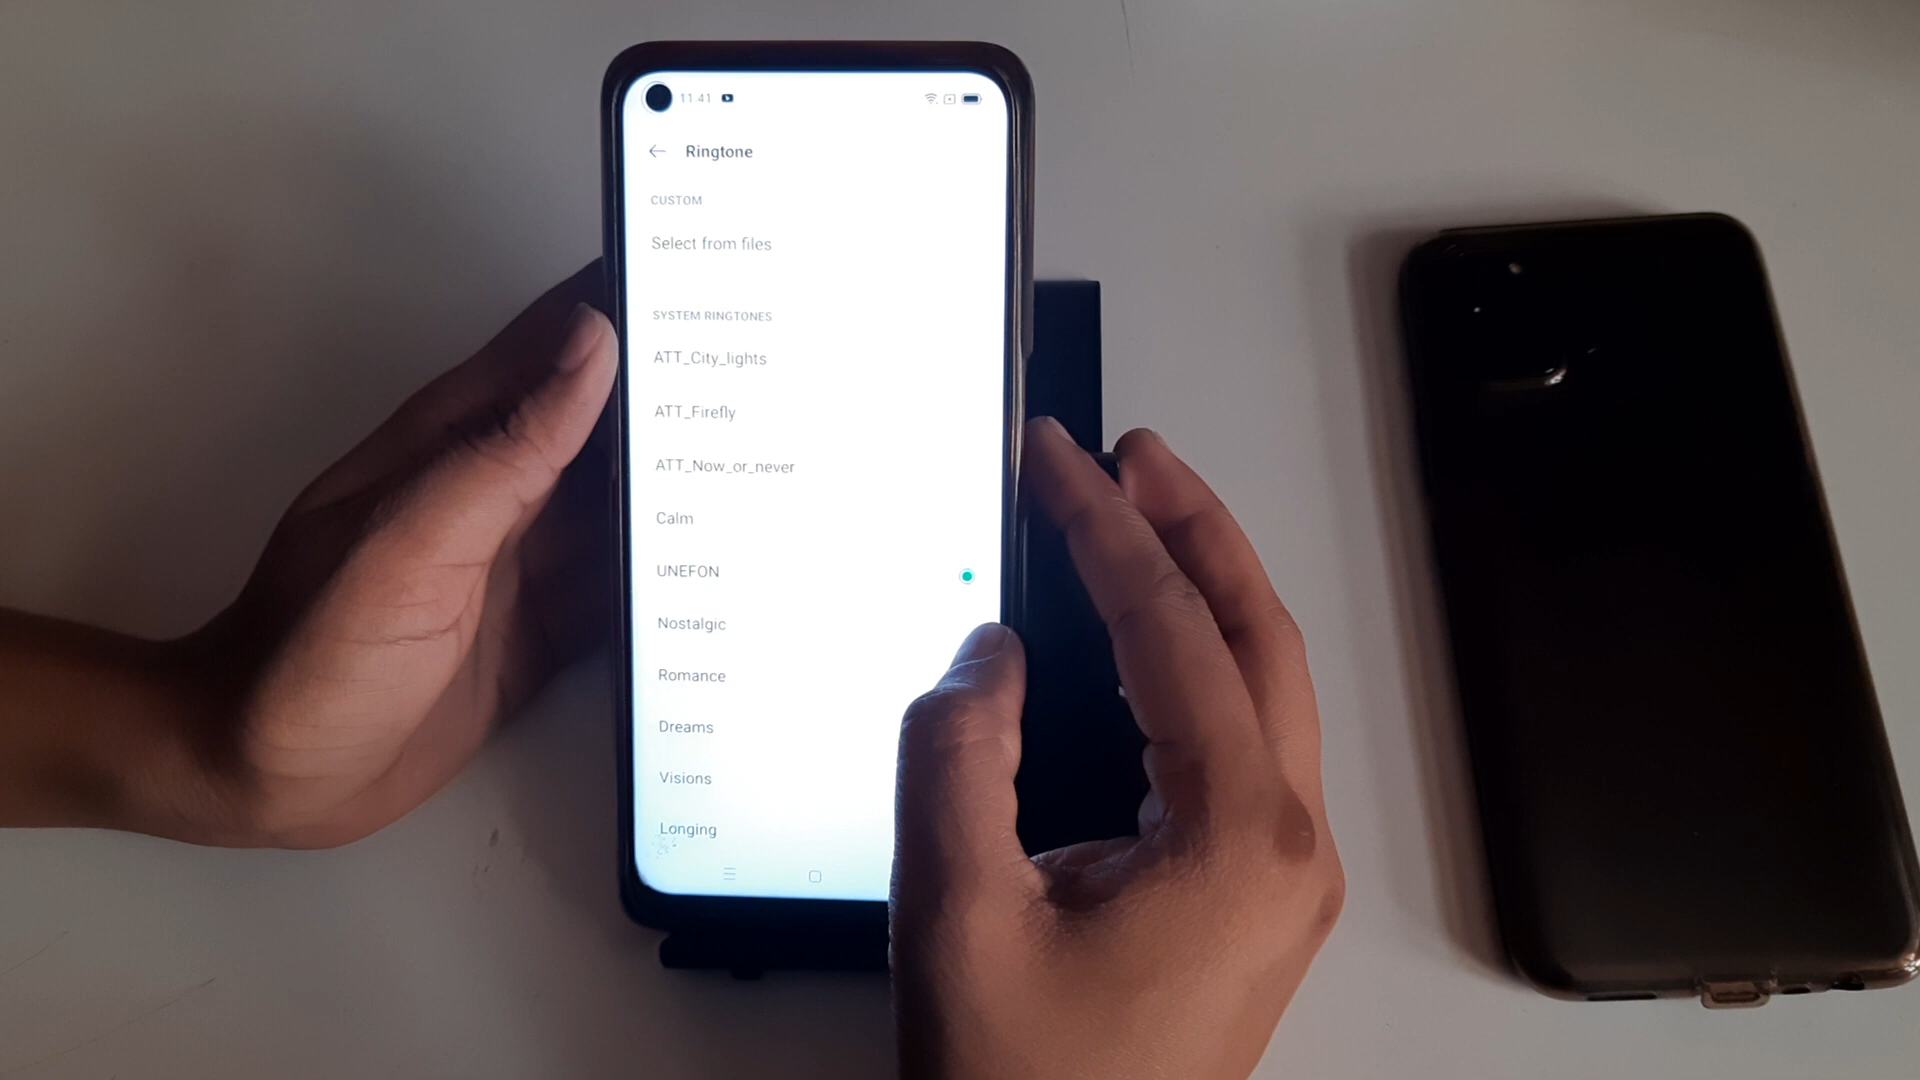 11.41
Ringtone
CUSTOM
Select from files
SYSTEM RINGTONES
ATT_City_lights
ATT_Firefly
ATT_Now_or_never
Calm
UNEFON
Nostalgic
Romance
Dreams
Visions
Longing